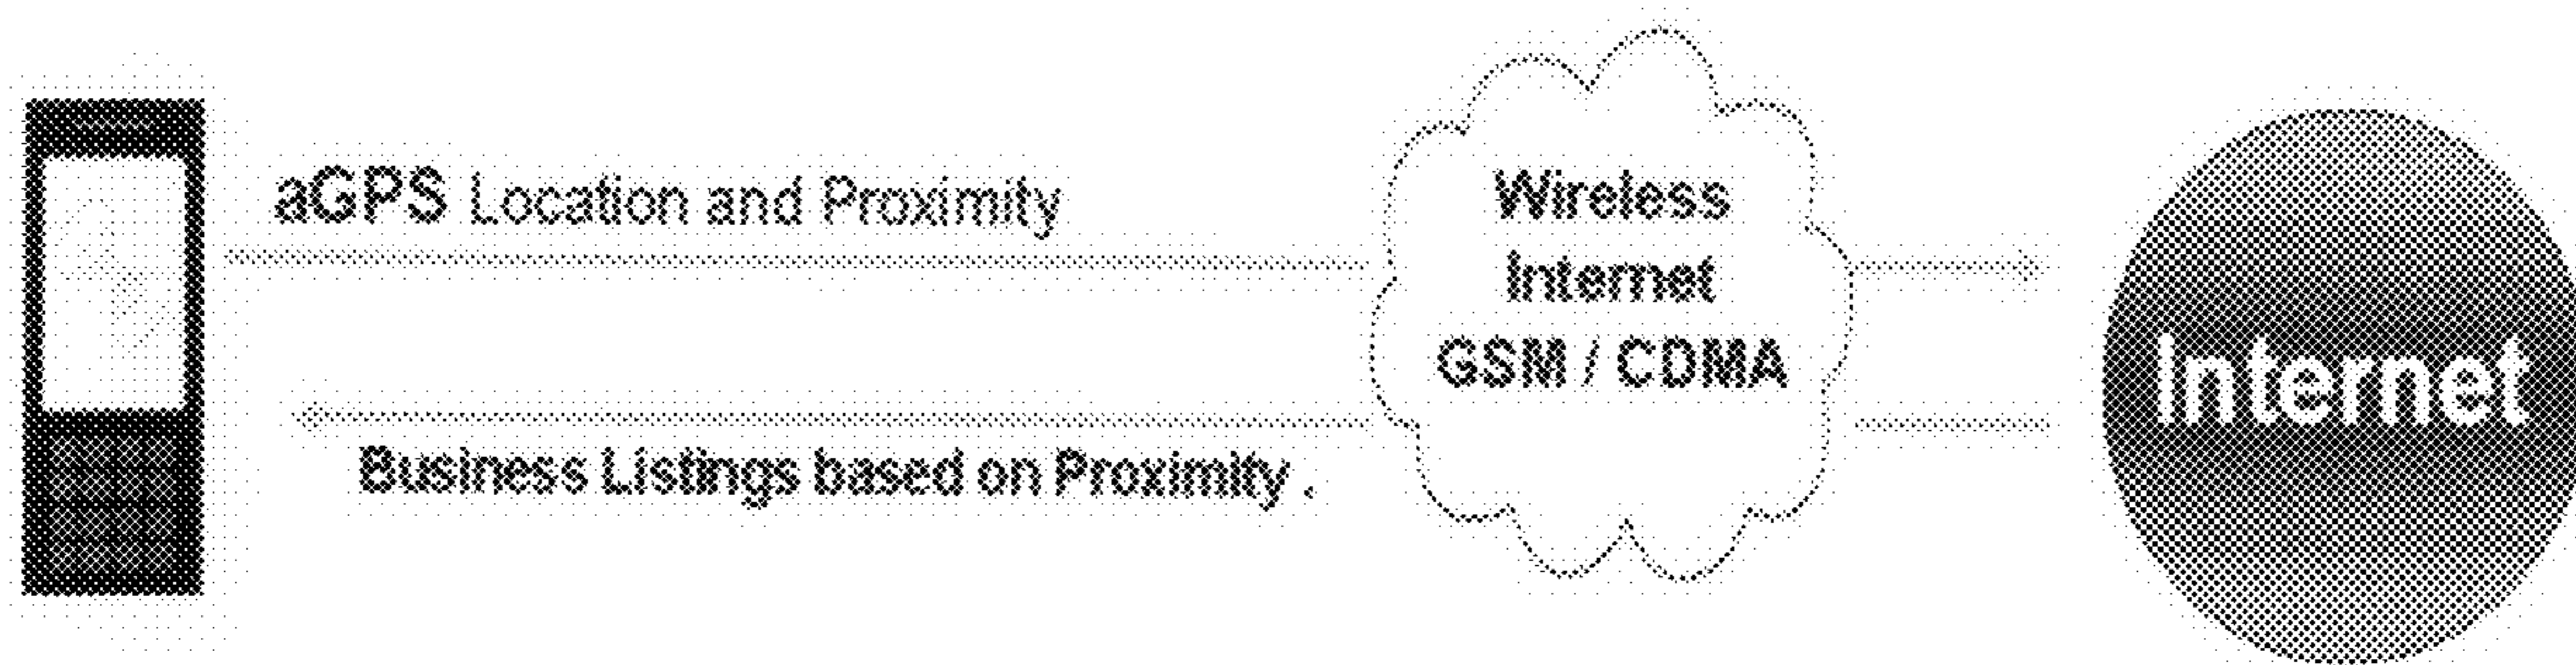 aGPS Location and Proximity
Wireless
Internet
GSM / CDMA
Internet
Business Listings based on Proximity .